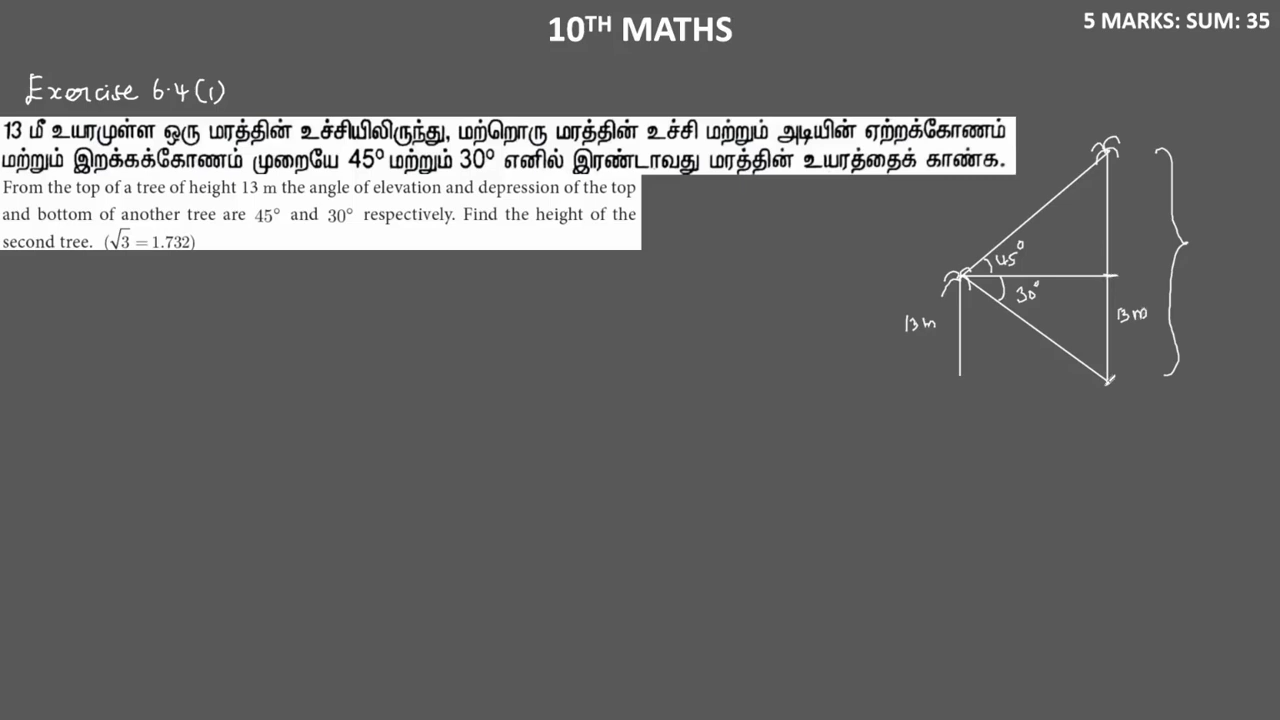 10TH MATHS
5 MARKS: SUM: 35
Exercise 6.4(1)
13 மீ உயரமுள்ள ஒரு மரத்தின் உச்சியிலிருந்து, மற்றொரு மரத்தின் உச்சி மற்றும் அடியின் ஏற்றக்கோணம்
மற்றும் இறக்கக்கோணம் முறையே 45° மற்றும் 30° எனில் இரண்டாவது மரத்தின் உயரத்தைக் காண்க.
From the top of a tree of height 13 m the angle of elevation and depression of the top
and bottom of another tree are 45° and 30° respectively. Find the height of the
second tree. (√3 = 1.732)
45°
30°
13 m
13 m